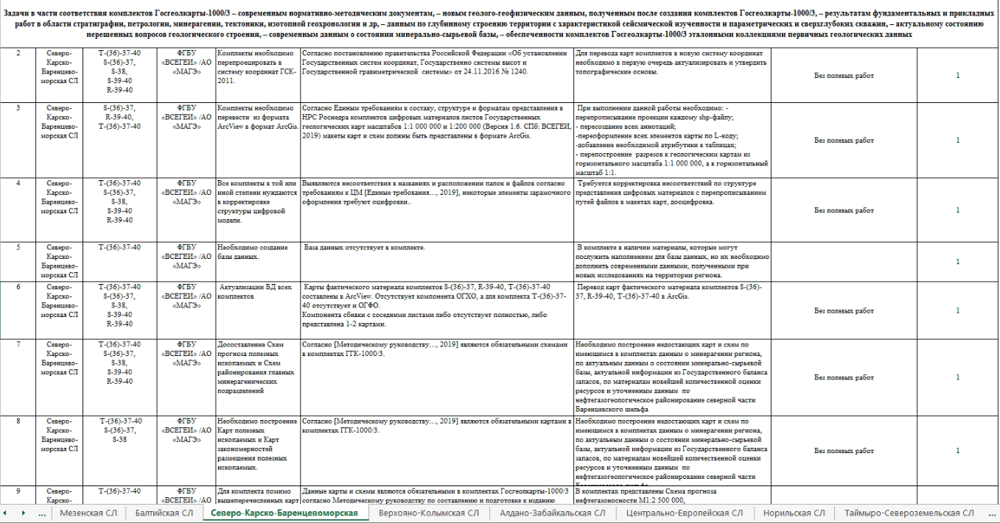 Задачи в части соответствия комплектов Госгеолкарты-1000/3 – современным нормативно-методическим документам, – новым геолого-геофизическим данным, полученным после создания комплектов Госгеолкарты-1000/3, – результатам фундаментальных и прикладных
работ в области стратиграфии, петрологии, минерагении, тектоники, изотопной геохронологии и др, – данным по глубинному строению территории с характеристикой сейсмической изученности и параметрических и сверхглубоких скважин, – актуальному состоянию
нерешенных вопросов геологического строения, – современным данным о состоянии минерально-сырьевой базы, – обеспеченности комплектов Госгеолкарты-1000/3 эталонными коллекциями первичных геологических данных
2
Северо-
Карско-
Баренцево-
морская СЛ
Т-(36)-37-40
S-(36)-37,
S-38,
S-39-40
R-39-40
ФГБУ
«ВСЕГЕИ» /АО
«МАГЭ»
Комплекты необходимо
перепроецировать в
систему координат ГСК-
2011.
Согласно постановлению правительства Российской Федерации «Об установлении
Государственных систем координат, Государственно системы высот и
Государственной гравиметрической системы» от 24.11.2016 № 1240.
Для перевода карт комплектов в новую систему координат
необходимо в первую очередь актуализировать и утвердить
топографические основы.
Без полевых работ
1
3
Северо-
Карско-
Баренцево-
морская СЛ
S-(36)-37,
R-39-40,
Т-(36)-37-40
ФГБУ
«ВСЕГЕИ» /АО
«МАГЭ»
Комплекты необходимо
перевести из формата
ArcView в формат ArcGis.
Согласно Единым требованиям к составу, структуре и форматам представления в
НРС Роснедра комплектов цифровых материалов листов Государственных
геологических карт масштабов 1:1 000 000 и 1:200 000 (Версия 1.6. СПб: ВСЕГЕИ,
2019) макеты карт и схем должны быть представлены в формате ArcGis.
При выполнении данной работы необходимо: -
перепрописывание проекции каждому shp-файлу;
- пересоздание всех аннотаций;
-переоформление всех элементов карты по L-коду;
-добавление необходимой атрибутики в таблицах;
- перепостроение разрезов к геологическим картам из
горизонтального масштаба 1:1 000 000, а в горизонтальный
масштаб 1:1.
Без полевых работ
1
4
Северо-
Карско-
Баренцево-
морская СЛ
Т-(36)-37-40
S-(36)-37,
S-38,
S-39-40
R-39-40
ФГБУ
«ВСЕГЕИ» /АО
«МАГЭ»
Все комплекты в той или
иной степени нуждаются
в корректировке
структуры цифровой
модели.
Выявляются несоответствия в названиях и расположении папок и файлов согласно
требованиям к ЦМ [Единые требования…, 2019], некоторые элементы зарамочного
оформления требуют оцифровки..
Требуется корректировка несоответствий по структуре
представления цифровых материалов с перепрописыванием
путей файлов в макетах карт, дооцифровка.
Без полевых работ
1
5
Северо-
Карско-
Баренцево-
морская СЛ
Т-(36)-37-40
ФГБУ
«ВСЕГЕИ» /АО
«МАГЭ»
Необходимо создание
базы данных.
База данных отсутствует в комплекте.
В комплекте в наличии материалы, которые могут
послужить наполнением для базы данных, но их необходимо
дополнить современными данными, полученными при
новых исследованиях на территории региона.
1
6
Северо-
Карско-
Баренцево-
морская СЛ
Т-(36)-37-40
S-(36)-37,
S-38,
S-39-40
R-39-40
ФГБУ
«ВСЕГЕИ» /АО
«МАГЭ»
Актуализации БД всех
комплектов
Карты фактического материала комплектов S-(36)-37, R-39-40, Т-(36)-37-40
составлены в ArcView. Отсутствует компонента ОГХО, а для комплекта Т-(36)-37-
40 отсутствует и ОГФО.
Компонента сбивки с соседними листами либо отсутствует полностью, либо
представлена 1-2 картами.
Перевод карт фактического материала комплектов S-(36)-
37, R-39-40, Т-(36)-37-40 в ArcGis.
Без полевых работ
1
7
Северо-
Карско-
Баренцево-
морская СЛ
Т-(36)-37-40
S-(36)-37,
S-38,
S-39-40
R-39-40
ФГБУ
«ВСЕГЕИ» /АО
«МАГЭ»
Досоставление Схем
прогноза полезных
ископаемых и Схем
районирования главных
минерагенических
подразделений
Согласно [Методическому руководству…, 2019] являются обязательными схемами
в комплектах ГГК-1000/3.
Необходимо построение недостающих карт и схем по
имеющимся в комплектах данным о минерагении региона,
по актуальным данным о состоянии минерально-сырьевой
базы, актуальной информации из Государственного баланса
запасов, по материалам новейшей количественной оценки
ресурсов и уточненным данным по
нефтегазогеологическое районирование северной части
Баренцевского шельфа
Без полевых работ
1
8
Северо-
Карско-
Баренцево-
морская СЛ
Т-(36)-37-40
S-(36)-37,
S-38
ФГБУ
«ВСЕГЕИ» /АО
«МАГЭ»
Необходимо построение
Карт полезных
ископаемых и Карт
закономерностей
размещения полезных
ископаемых.
Согласно [Методическому руководству…, 2019] являются обязательными картами в
комплектах ГГК-1000/3.
Необходимо построение недостающих карт и схем по
имеющимся в комплектах данным о минерагении региона,
по актуальным данным о состоянии минерально-сырьевой
базы, актуальной информации из Государственного баланса
запасов, по материалам новейшей количественной оценки
ресурсов и уточненным данным по
нефтегазогеологическое районирование северной части
Без полевых работ
1
9
Северо-
Карско-
Т-(36)-37-40
ФГБУ
«ВСЕГЕИ» /АО
Для комплекта помимо
вышеперечисленных карт
Данные карты и схемы являются обязательными в комплектах Госгеолкарты-1000/3
согласно Методическому руководству по составлению и подготовке к изданию
В комплектах представлены Схема прогноза
нефтегазоносности М1:2 500 000,
... Мезенская СЛ Балтийская СЛ Северо-Карско-Баренцевоморская Верхояно-Колымская СЛ Алдано-Забайкальская СЛ Центрально-Европейская СЛ Норильская СЛ Таймыро-Североземельская СЛ ...